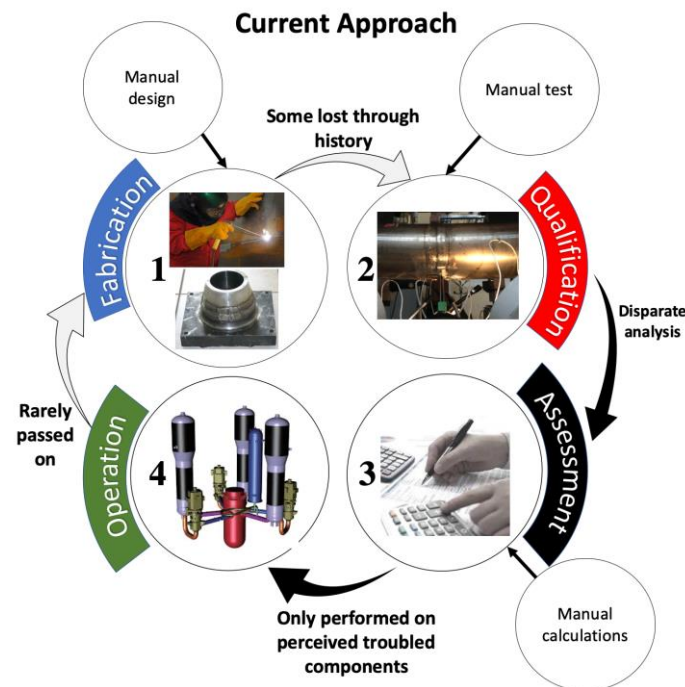 Current Approach
Manual
design
Manual test
Some lost through
history
Fabrication
1
2
Qualification
Disparate
analysis
Rarely
passed on
Operation
4
3
Assessment
Only performed on
perceived troubled
components
Manual
calculations